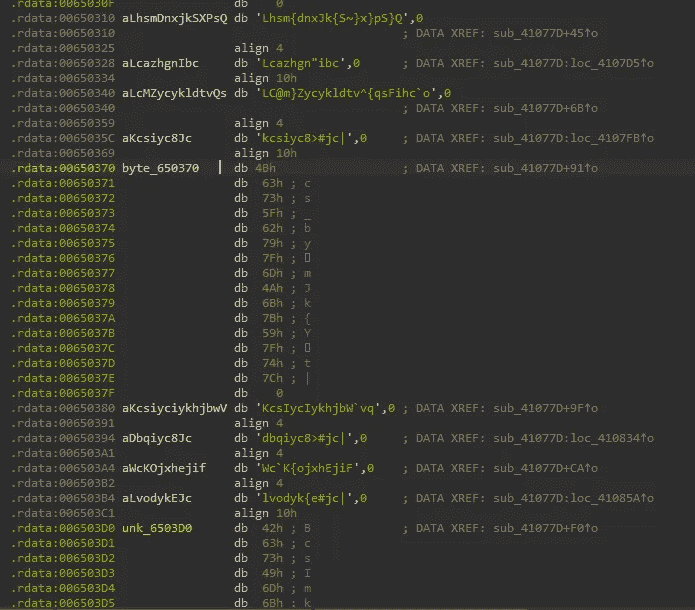 .rdata:0065030F db 0
.rdata:00650310 aLhsmDnxjkSXPsQ db 'Lhsm{dnxJk{S~}x}pS}Q',0
.rdata:00650310 ; DATA XREF: sub_41077D+45↑o
.rdata:00650325 align 4
.rdata:00650328 aLcazhgnIbc db 'Lcazhgn"ibc',0 ; DATA XREF: sub_41077D:loc_4107D5↑o
.rdata:00650334 align 10h
.rdata:00650340 aLcMZycykldtvQs db 'LC@m}Zycykldtv^{qsFihc`o',0
.rdata:00650340 ; DATA XREF: sub_41077D+6B↑o
.rdata:00650359 align 4
.rdata:0065035C aKcsiyc8Jc db 'kcsiyc8>#jc|',0 ; DATA XREF: sub_41077D:loc_4107FB↑o
.rdata:00650369 align 10h
.rdata:00650370 byte_650370 db 4Bh ; DATA XREF: sub_41077D+91↑o
.rdata:00650371 db 63h ; c
.rdata:00650372 db 73h ; s
.rdata:00650373 db 5Fh ; _
.rdata:00650374 db 62h ; b
.rdata:00650375 db 79h ; y
.rdata:00650376 db 7Fh ; 
.rdata:00650377 db 6Dh ; m
.rdata:00650378 db 4Ah ; J
.rdata:00650379 db 6Bh ; k
.rdata:0065037A db 7Bh ; {
.rdata:0065037B db 59h ; Y
.rdata:0065037C db 7Fh ; 
.rdata:0065037D db 74h ; t
.rdata:0065037E db 7Ch ; |
.rdata:0065037F db 0
.rdata:00650380 aKcsiyciykhjbwV db 'KcsIycIykhjbW`vq',0 ; DATA XREF: sub_41077D+9F↑o
.rdata:00650391 align 4
.rdata:00650394 aDbqiyc8Jc db 'dbqiyc8>#jc|',0 ; DATA XREF: sub_41077D:loc_410834↑o
.rdata:006503A1 align 4
.rdata:006503A4 aWcKOjxhejif db 'Wc`K{ojxhEjiF',0 ; DATA XREF: sub_41077D+CA↑o
.rdata:006503B2 align 4
.rdata:006503B4 aLvodykEJc db 'lvodyk{e#jc|',0 ; DATA XREF: sub_41077D:loc_41085A↑o
.rdata:006503C1 align 10h
.rdata:006503D0 unk_6503D0 db 42h ; B ; DATA XREF: sub_41077D+F0↑o
.rdata:006503D1 db 63h ; c
.rdata:006503D2 db 73h ; s
.rdata:006503D3 db 49h ; I
.rdata:006503D4 db 6Dh ; m
.rdata:006503D5 db 6Bh ; k